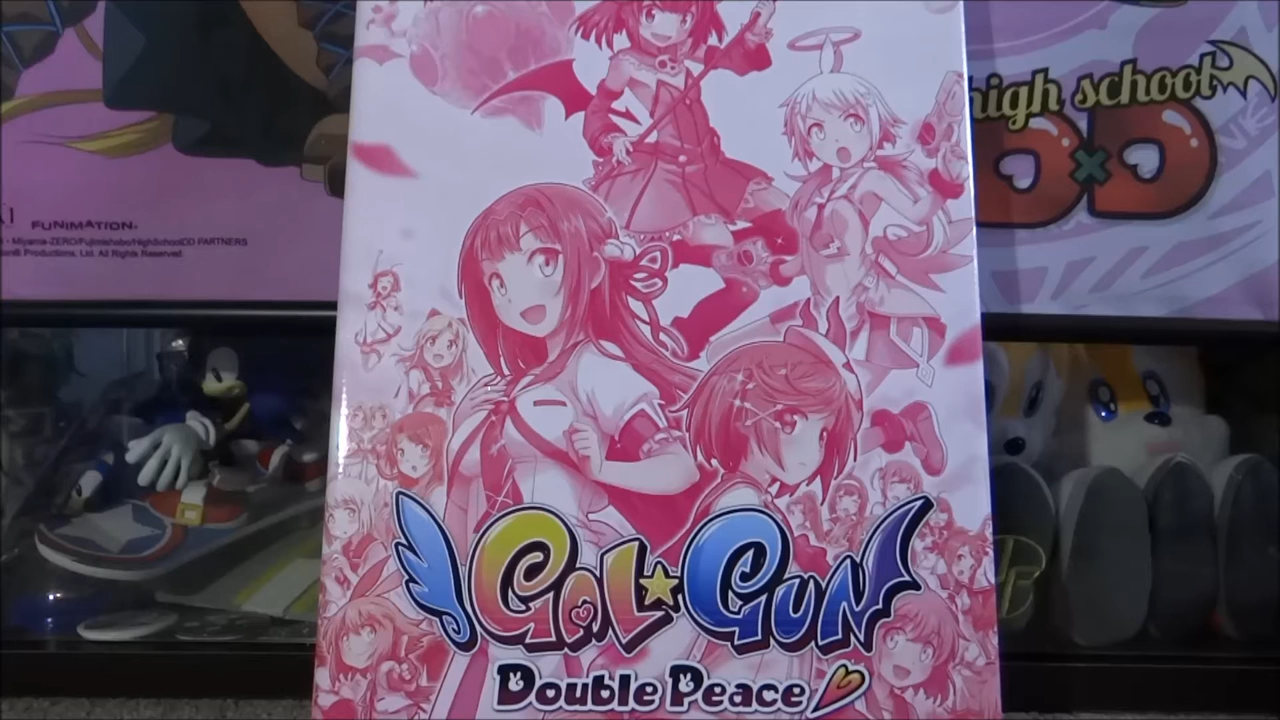 high school
D×D
FUNIMATION®
Miyama-ZERO/Fujimishobo/HighSchoolDD PARTNERS
Productions, Ltd. All Rights Reserved
GAL★GUN
Double Peace